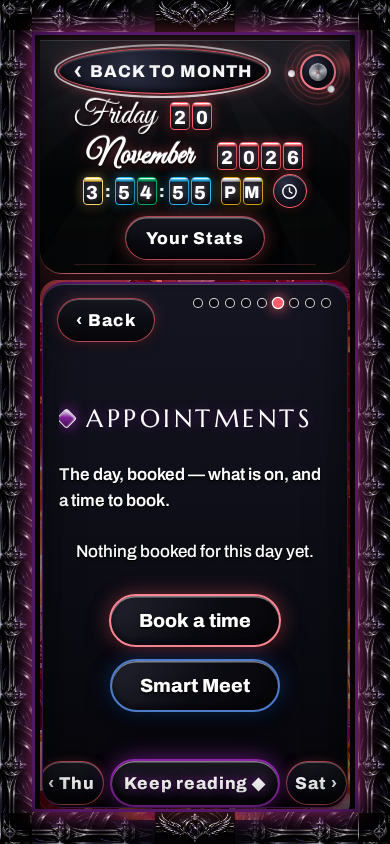 ‹ BACK TO MONTH
Friday 20
November 2026
3:54:55 PM
Your Stats
‹ Back
APPOINTMENTS
The day, booked — what is on, and
a time to book.
Nothing booked for this day yet.
Book a time
Smart Meet
‹ Thu
Keep reading ◆
Sat ›